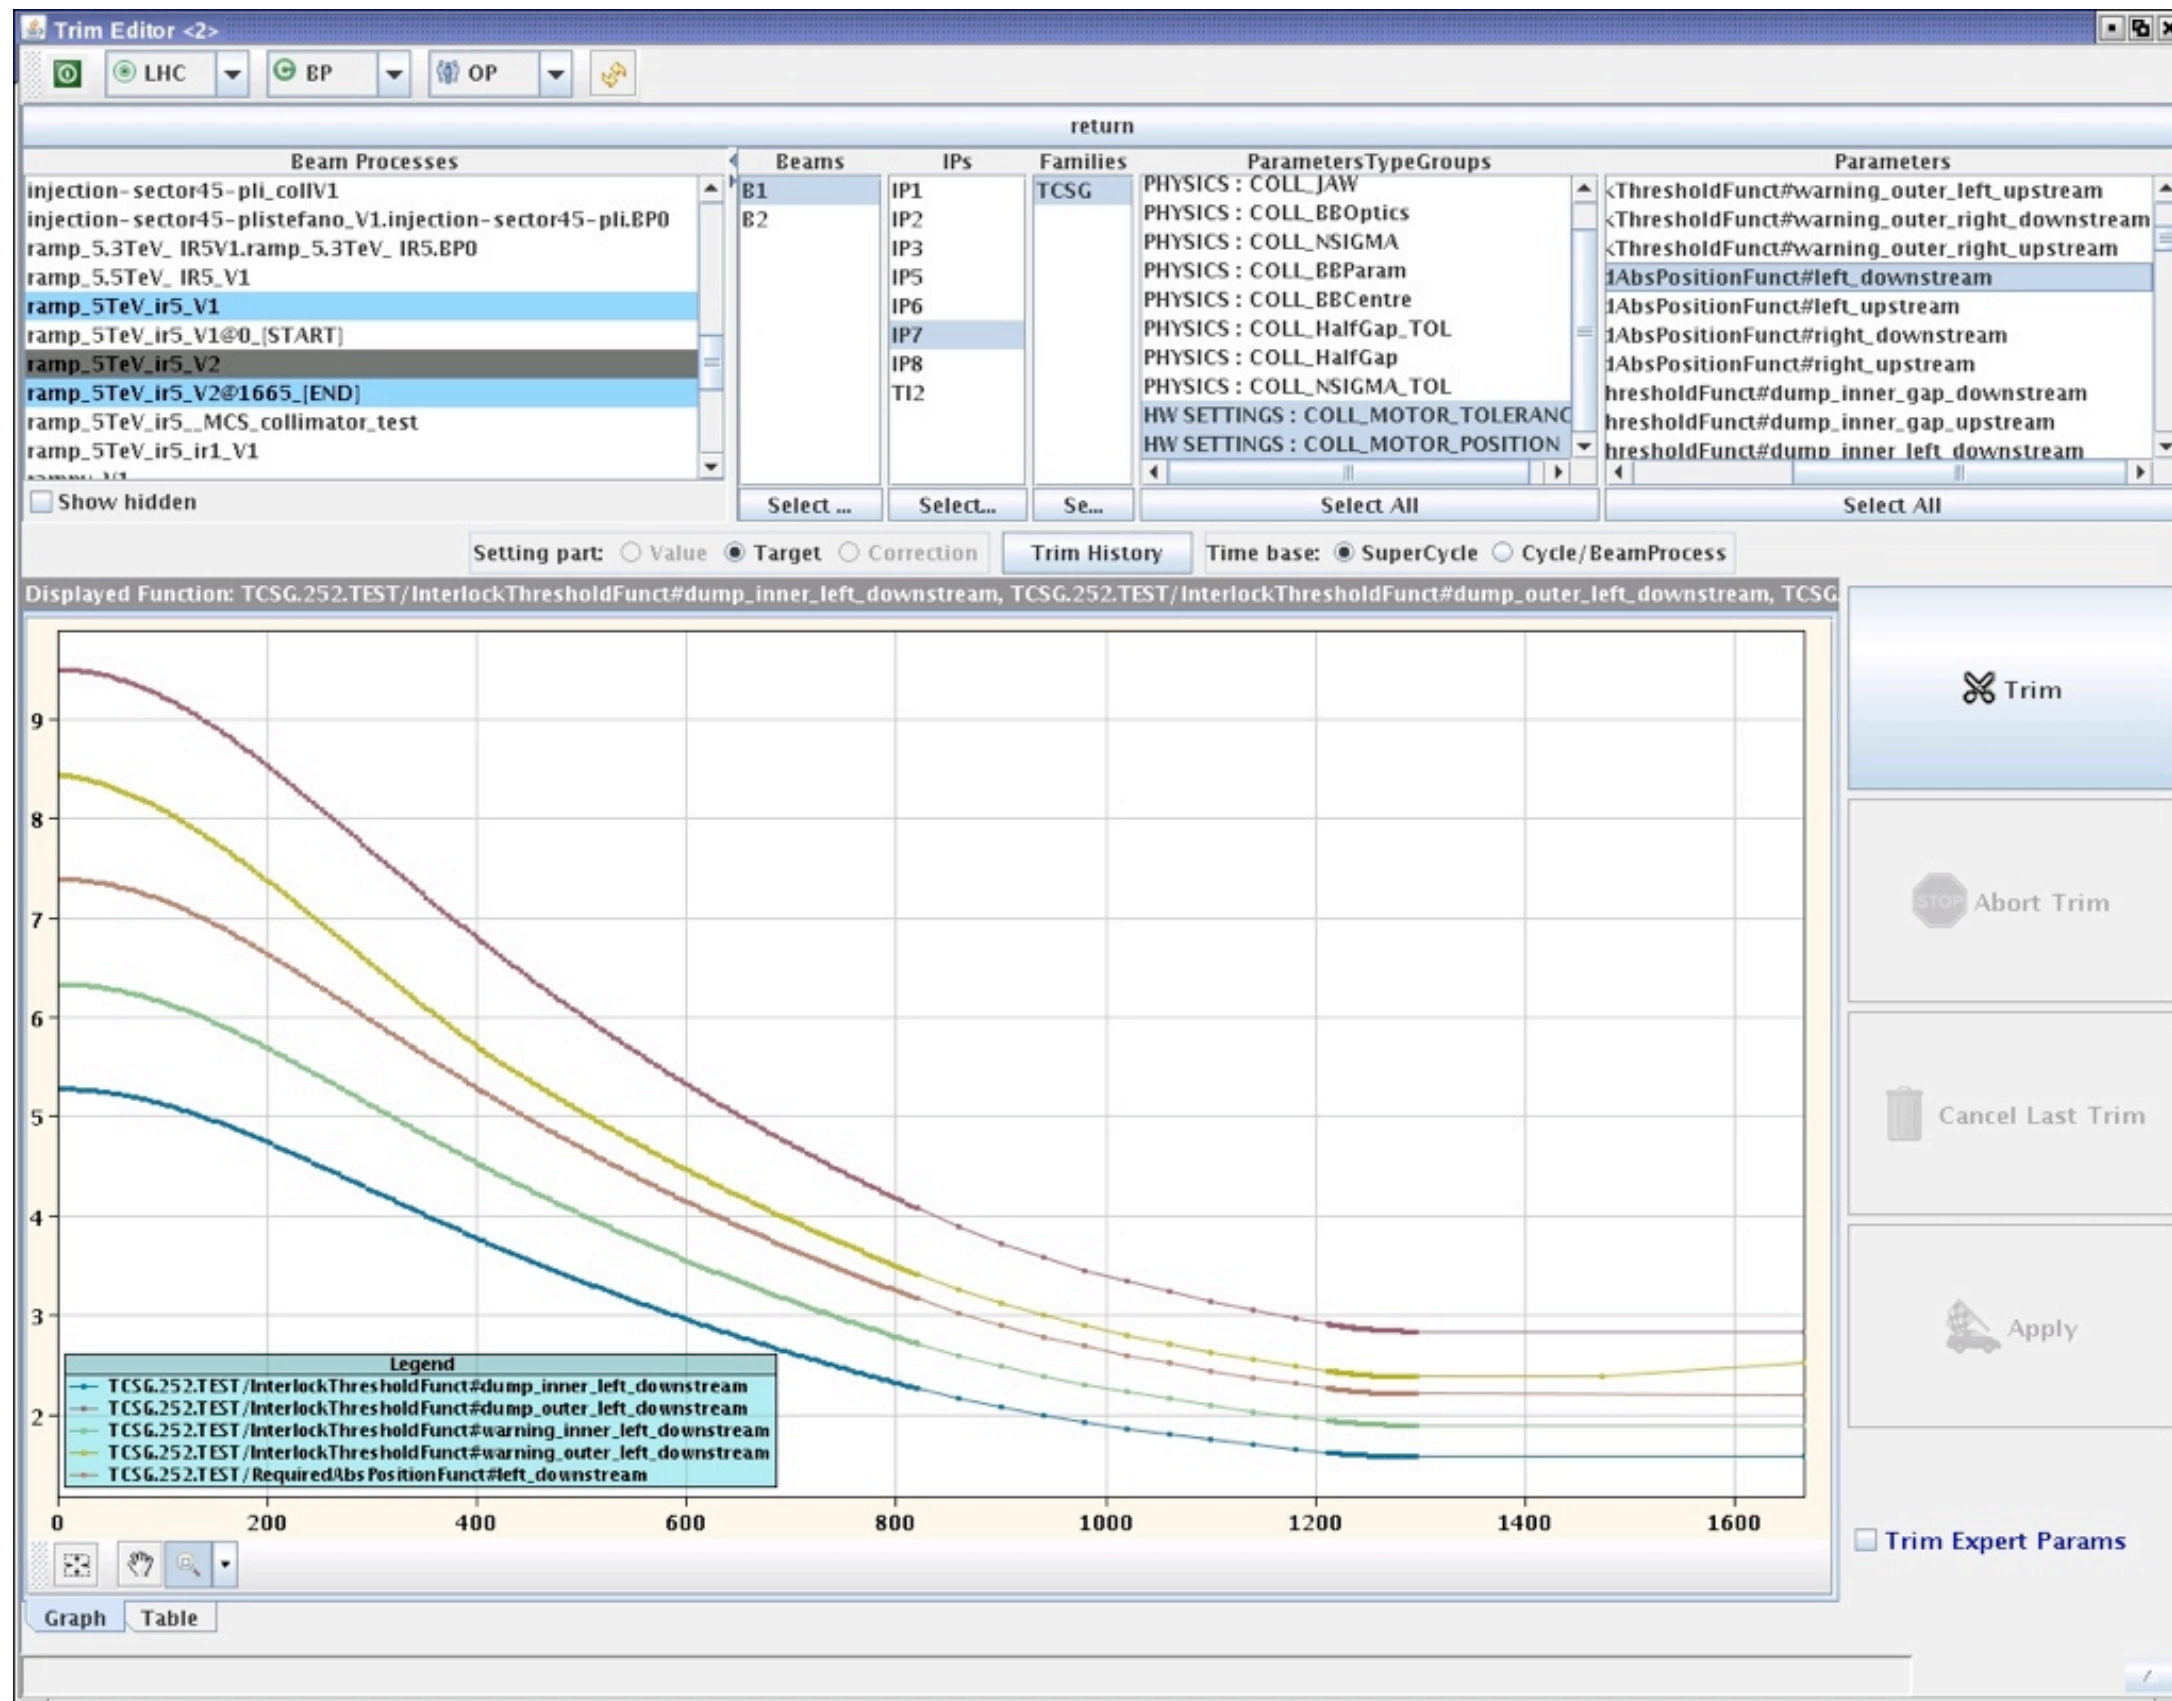 Trim Editor <2>
LHC BP OP
return
Beam Processes
injection-sector45-pli_collV1
injection-sector45-plistefano_V1.injection-sector45-pli.BP0
ramp_5.3TeV_ IR5V1.ramp_5.3TeV_ IR5.BP0
ramp_5.5TeV_ IR5_V1
ramp_5TeV_ir5_V1
ramp_5TeV_ir5_V1@0_[START]
ramp_5TeV_ir5_V2
ramp_5TeV_ir5_V2@1665_[END]
ramp_5TeV_ir5__MCS_collimator_test
ramp_5TeV_ir5_ir1_V1
Show hidden
Beams
B1
B2
Select ...
IPs
IP1
IP2
IP3
IP5
IP6
IP7
IP8
TI2
Select...
Families
TCSG
Se...
ParametersTypeGroups
PHYSICS : COLL_JAW
PHYSICS : COLL_BBOptics
PHYSICS : COLL_NSIGMA
PHYSICS : COLL_BBParam
PHYSICS : COLL_BBCentre
PHYSICS : COLL_HalfGap_TOL
PHYSICS : COLL_HalfGap
PHYSICS : COLL_NSIGMA_TOL
HW SETTINGS : COLL_MOTOR_TOLERANC
HW SETTINGS : COLL_MOTOR_POSITION
Select All
Parameters
ThresholdFunct#warning_outer_left_upstream
ThresholdFunct#warning_outer_right_downstream
ThresholdFunct#warning_outer_right_upstream
AbsPositionFunct#left_downstream
AbsPositionFunct#left_upstream
AbsPositionFunct#right_downstream
AbsPositionFunct#right_upstream
hresholdFunct#dump_inner_gap_downstream
hresholdFunct#dump_inner_gap_upstream
hresholdFunct#dump_inner_left_downstream
Select All
Setting part: Value Target Correction Trim History Time base: SuperCycle Cycle/BeamProcess
Displayed Function: TCSG.252.TEST/InterlockThresholdFunct#dump_inner_left_downstream, TCSG.252.TEST/InterlockThresholdFunct#dump_outer_left_downstream, TCSG.
9
8
7
6
5
4
3
2
Legend
TCSG.252.TEST/InterlockThresholdFunct#dump_inner_left_downstream
TCSG.252.TEST/InterlockThresholdFunct#dump_outer_left_downstream
TCSG.252.TEST/InterlockThresholdFunct#warning_inner_left_downstream
TCSG.252.TEST/InterlockThresholdFunct#warning_outer_left_downstream
TCSG.252.TEST/RequiredAbsPositionFunct#left_downstream
0 200 400 600 800 1000 1200 1400 1600
Trim
STOP Abort Trim
Cancel Last Trim
Apply
Trim Expert Params
Graph Table